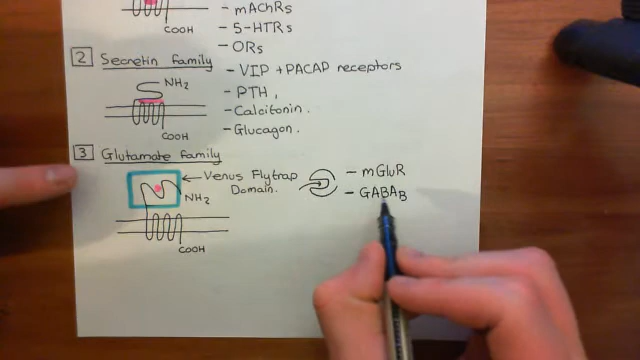 - mAChRs
COOH
- 5-HTRs
- ORs
2 Secretin family
- VIP + PACAP receptors
NH2
- PTH,
- Calcitonin.
COOH
- Glucagon.
3 Glutamate family
Venus Flytrap
Domain.
- mGluR
NH2
- GABAB
COOH